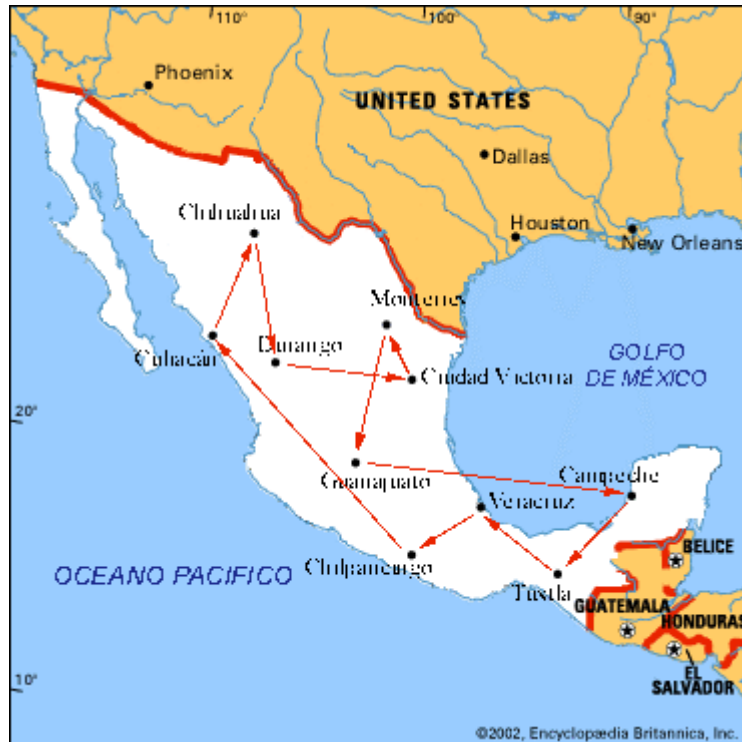 110°
100°
90°
Phoenix
UNITED STATES
Dallas
Chihuahua
Houston
New Orleans
Monterrey
Culiacán
Durango
Ciudad Victoria
GOLFO
DE MÉXICO
20°
Guanajuato
Campeche
Veracruz
BELICE
OCEANO PACIFICO
Chilpancingo
Tuxtla
GUATEMALA
HONDURAS
EL
SALVADOR
10°
©2002, Encyclopædia Britannica, Inc.